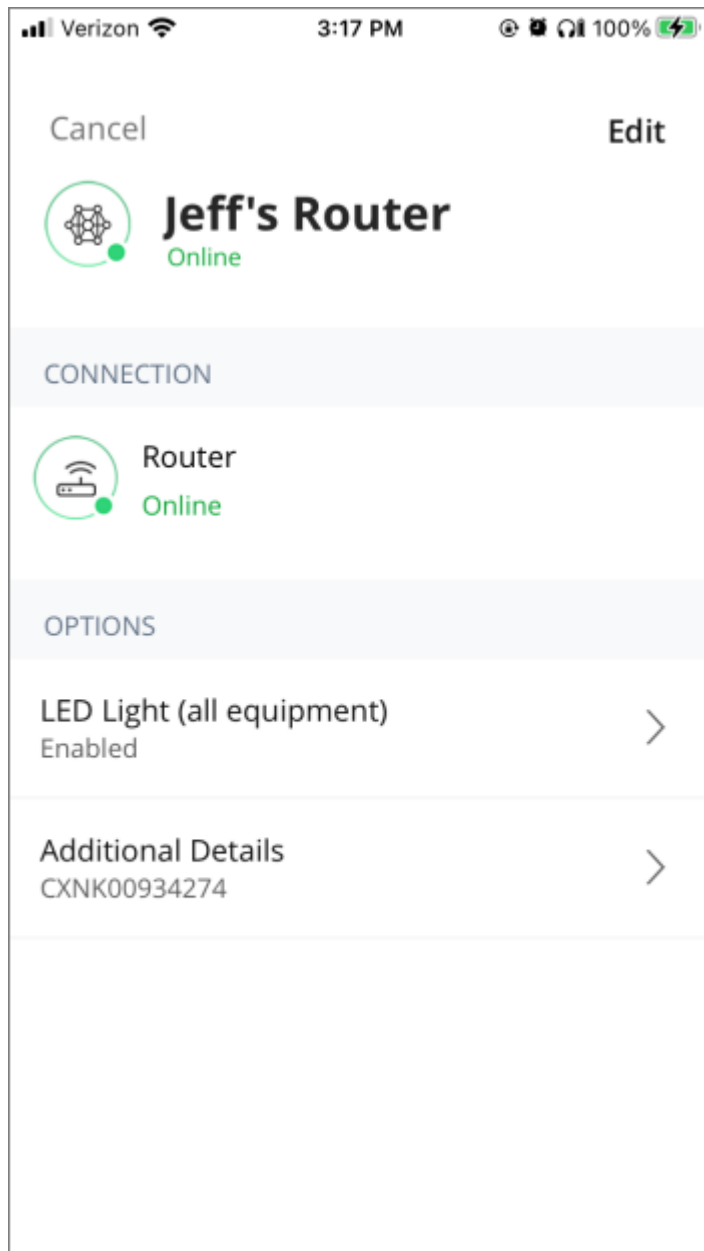 Verizon 3:17 PM 100%
Cancel Edit
Jeff's Router
Online
CONNECTION
Router
Online
OPTIONS
LED Light (all equipment)
Enabled
Additional Details
CXNK00934274